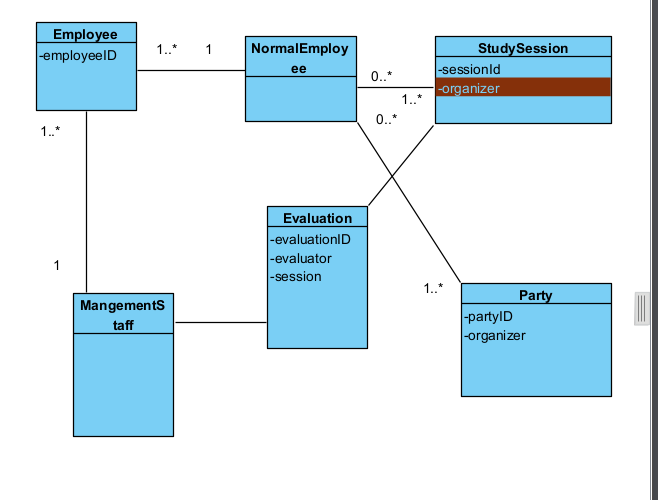 Employee
-employeeID
1..*
1
NormalEmploy
ee
0..*
1..*
0..*
StudySession
-sessionId
-organizer
1..*
1
Evaluation
-evaluationID
-evaluator
-session
MangementS
taff
1..*
Party
-partyID
-organizer